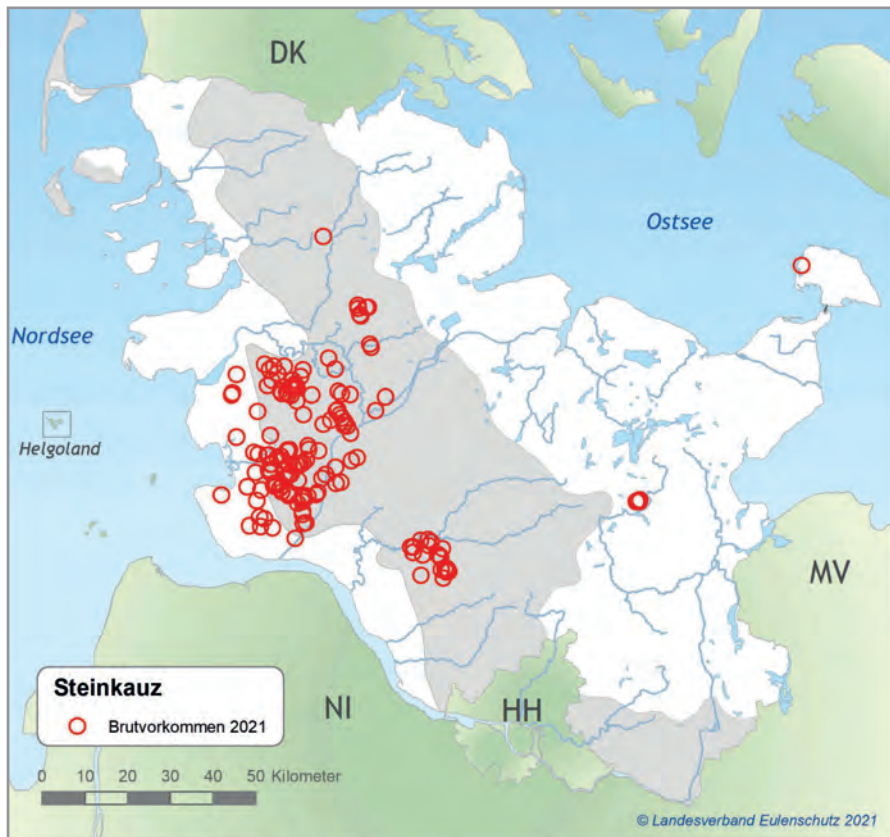 DK
Ostsee
Nordsee
Helgoland
MV
Steinkauz
Brutvorkommen 2021
NI
HH
0 10 20 30 40 50 Kilometer
© Landesverband Eulenschutz 2021